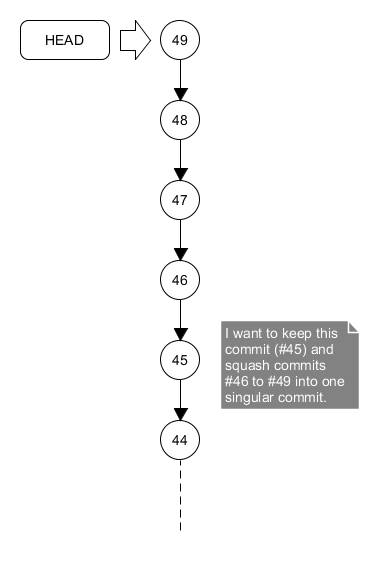 HEAD
49
48
47
46
45
I want to keep this
commit (#45) and
squash commits
#46 to #49 into one
singular commit.
44